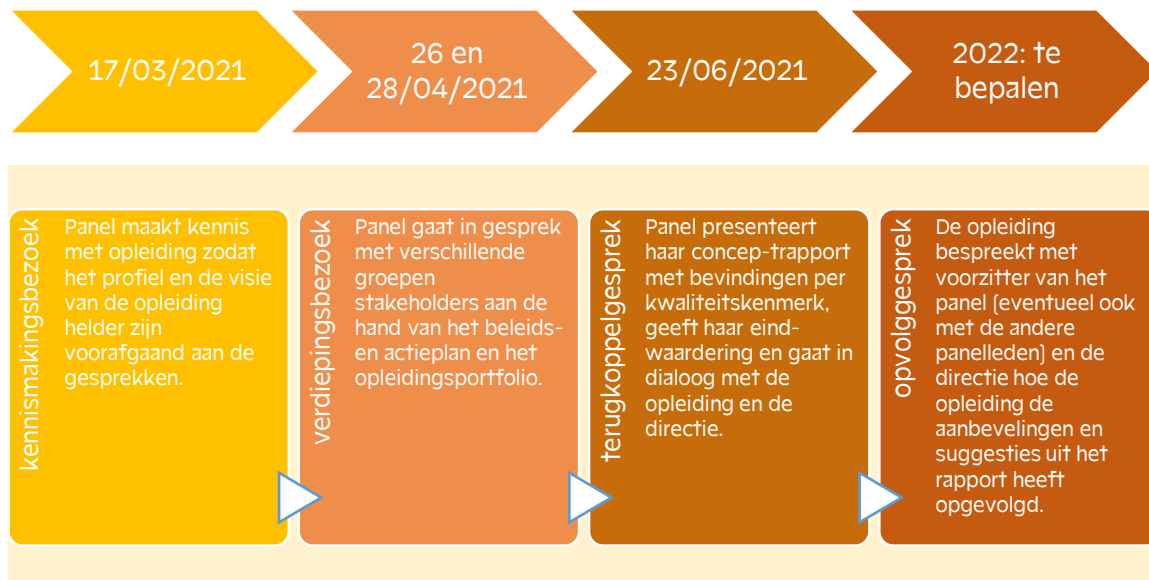 17/03/2021
26 en
28/04/2021
23/06/2021
2022: te
bepalen
kennismakingsbezoek
Panel maakt kennis
met opleiding zodat
het profiel en de visie
van de opleiding
helder zijn
voorafgaand aan de
gesprekken.
verdiepingsbezoek
Panel gaat in gesprek
met verschillende
groepen
stakeholders aan de
hand van het beleids-
en actieplan en het
opleidingsportfolio.
terugkoppelgesprek
Panel presenteert
haar concep-trapport
met bevindingen per
kwaliteitskenmerk,
geeft haar eind-
waardering en gaat in
dialoog met de
opleiding en de
directie.
opvolggesprek
De opleiding
bespreekt met
voorzitter van het
panel (eventueel ook
met de andere
panelleden) en de
directie hoe de
opleiding de
aanbevelingen en
suggesties uit het
rapport heeft
opgevolgd.